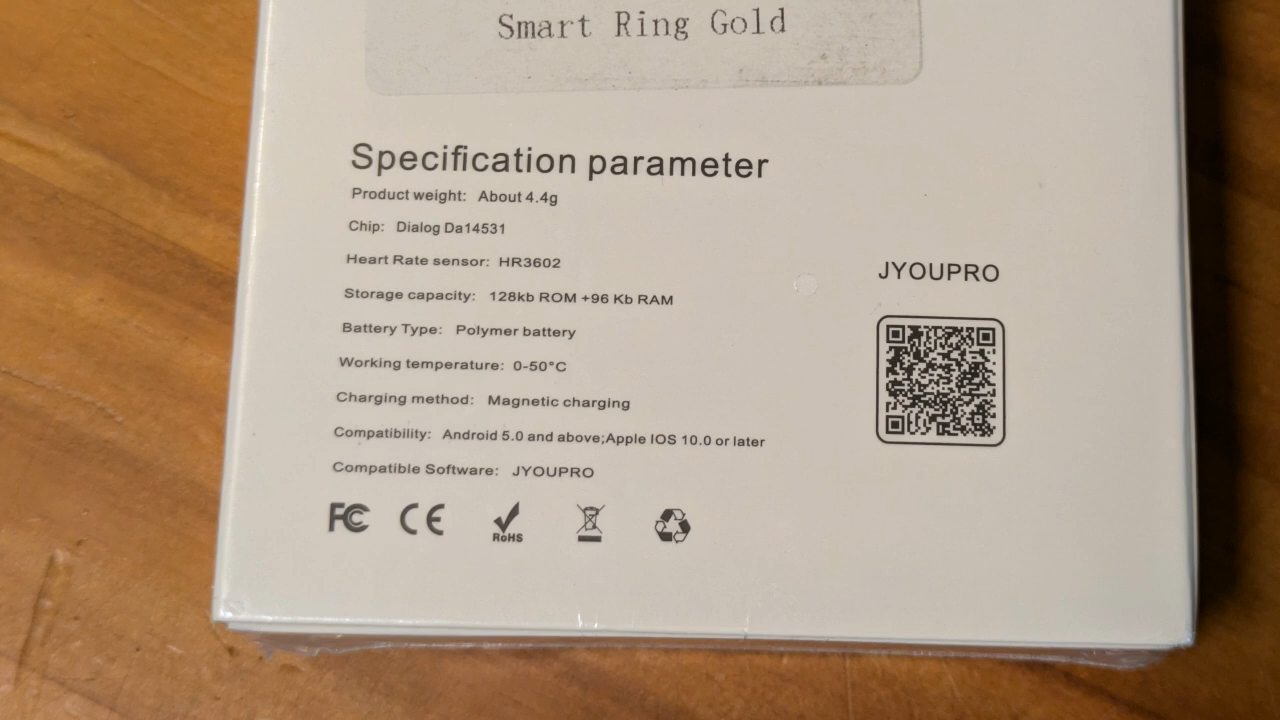 Smart Ring Gold
Specification parameter
Product weight: About 4.4g
Chip: Dialog Da14531
Heart Rate sensor: HR3602
Storage capacity: 128kb ROM +96 Kb RAM
Battery Type: Polymer battery
Working temperature: 0-50°C
Charging method: Magnetic charging
Compatibility: Android 5.0 and above;Apple IOS 10.0 or later
Compatible Software: JYOUPRO
JYOUPRO
FC CE RoHS